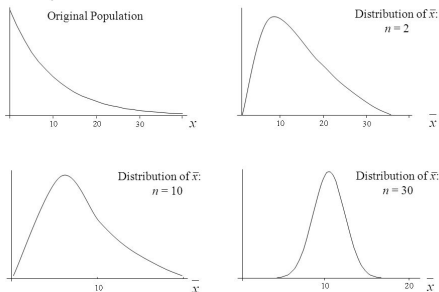 Original Population
10 20 30 x
Distribution of x̄:
n = 2
10 20 30 x̄
Distribution of x̄:
n = 10
10 x̄
Distribution of x̄:
n = 30
10 20 x̄